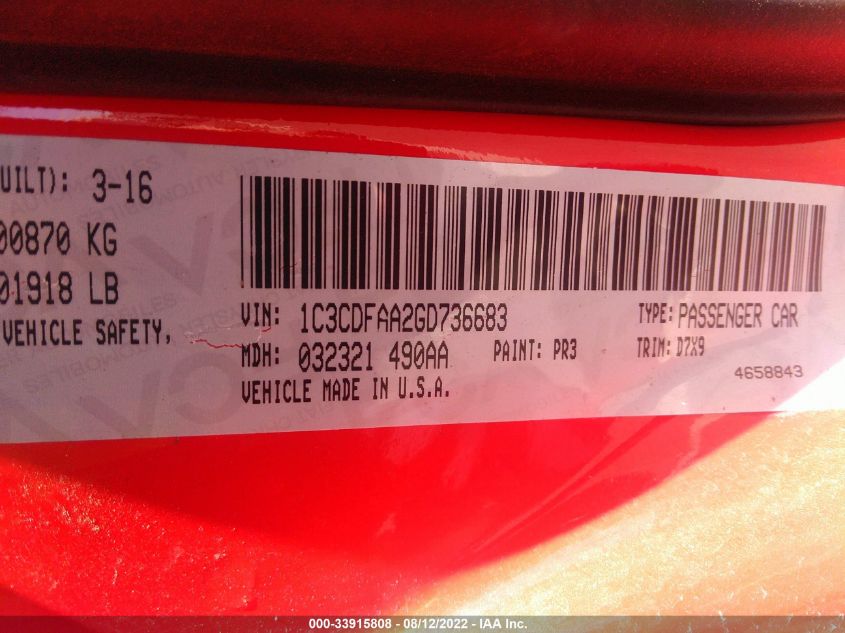 UILT): 3-16
00870 KG
01918 LB
VEHICLE SAFETY,
VIN: 1C3CDFAA2GD736683 TYPE: PASSENGER CAR
MDH: 032321 490AA PAINT: PR3 TRIM: D7X9
VEHICLE MADE IN U.S.A. 4658843
000-33915808 - 08/12/2022 - IAA Inc.